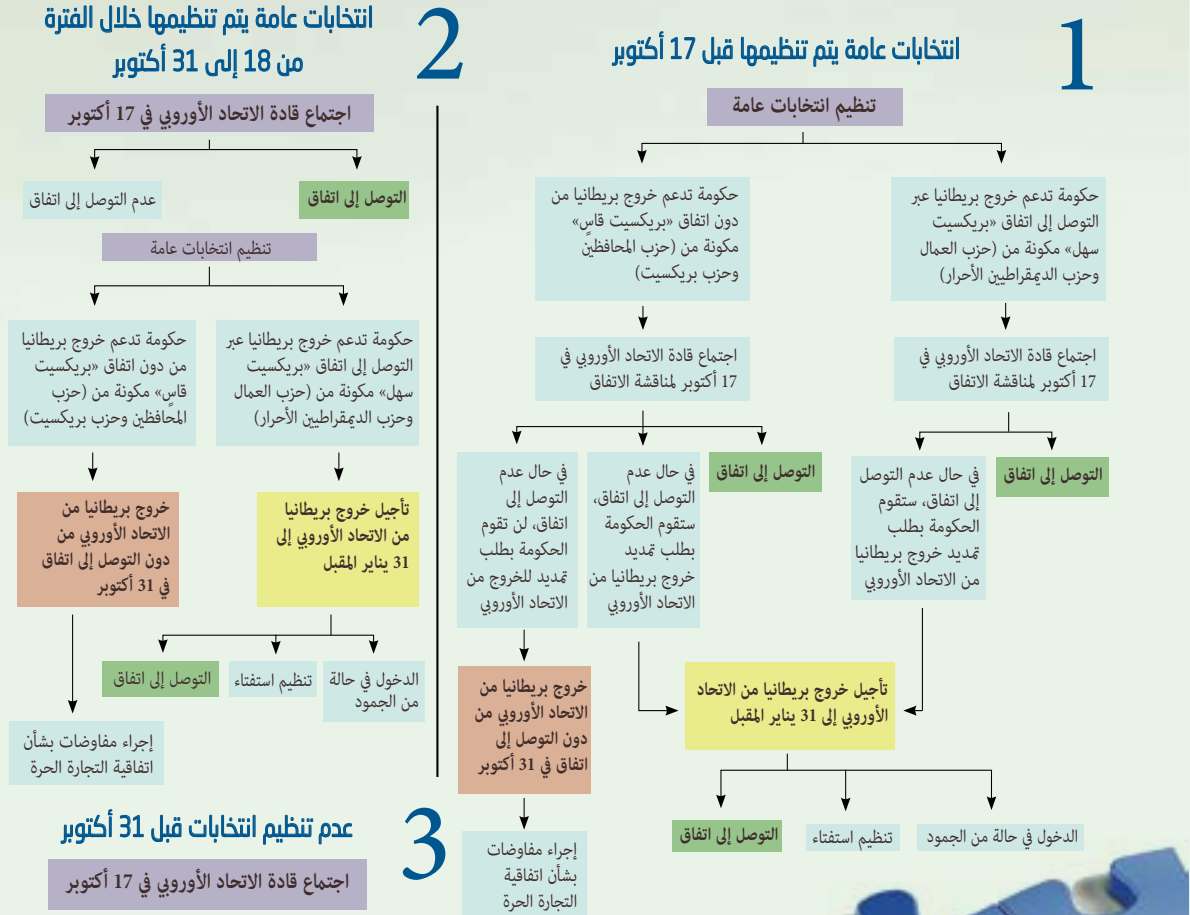 1
انتخابات عامة يتم تنظيمها قبل 17 أكتوبر
تنظيم انتخابات عامة
حكومة تدعم خروج بريطانيا عبر
التوصل إلى اتفاق «بريكسيت
سهل» مكونة من (حزب العمال
وحزب الديمقراطيين الأحرار)
حكومة تدعم خروج بريطانيا من
دون اتفاق «بريكسيت قاسٍ»
مكونة من (حزب المحافظين
وحزب بريكسيت)
اجتماع قادة الاتحاد الأوروبي في
17 أكتوبر لمناقشة الاتفاق
اجتماع قادة الاتحاد الأوروبي في
17 أكتوبر لمناقشة الاتفاق
التوصل إلى اتفاق
في حال عدم التوصل
إلى اتفاق، ستقوم
الحكومة بطلب
تمديد خروج بريطانيا
من الاتحاد الأوروبي
التوصل إلى اتفاق
في حال عدم
التوصل إلى اتفاق،
ستقوم الحكومة
بطلب تمديد
خروج بريطانيا من
الاتحاد الأوروبي
في حال عدم
التوصل إلى
اتفاق، لن تقوم
الحكومة بطلب
تمديد للخروج من
الاتحاد الأوروبي
تأجيل خروج بريطانيا من الاتحاد
الأوروبي إلى 31 يناير المقبل
خروج بريطانيا من
الاتحاد الأوروبي من
دون التوصل إلى
اتفاق في 31 أكتوبر
الدخول في حالة من الجمود
تنظيم استفتاء
التوصل إلى اتفاق
إجراء مفاوضات
بشأن اتفاقية
التجارة الحرة
2
انتخابات عامة يتم تنظيمها خلال الفترة
من 18 إلى 31 أكتوبر
اجتماع قادة الاتحاد الأوروبي في 17 أكتوبر
التوصل إلى اتفاق
عدم التوصل إلى اتفاق
تنظيم انتخابات عامة
حكومة تدعم خروج بريطانيا عبر
التوصل إلى اتفاق «بريكسيت
سهل» مكونة من (حزب العمال
وحزب الديمقراطيين الأحرار)
حكومة تدعم خروج بريطانيا
من دون اتفاق «بريكسيت
قاسٍ» مكونة من (حزب
المحافظين وحزب بريكسيت)
تأجيل خروج بريطانيا
من الاتحاد الأوروبي إلى
31 يناير المقبل
خروج بريطانيا من
الاتحاد الأوروبي من
دون التوصل إلى اتفاق
في 31 أكتوبر
الدخول في حالة
من الجمود
تنظيم استفتاء
التوصل إلى اتفاق
إجراء مفاوضات بشأن
اتفاقية التجارة الحرة
3
عدم تنظيم انتخابات قبل 31 أكتوبر
اجتماع قادة الاتحاد الأوروبي في 17 أكتوبر